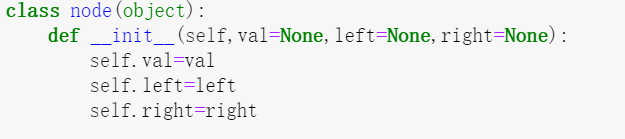 class node(object):
    def __init__(self,val=None,left=None,right=None):
        self.val=val
        self.left=left
        self.right=right